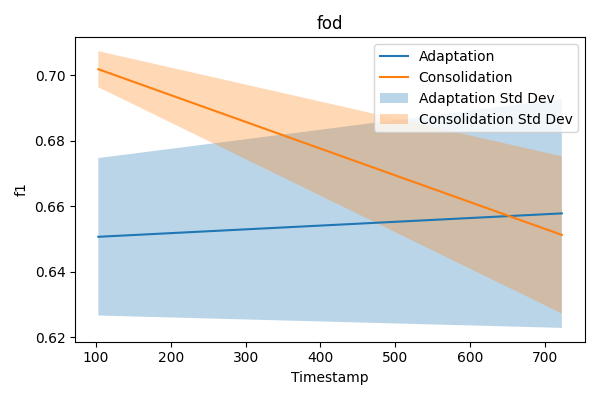 fod
Adaptation
Consolidation
Adaptation Std Dev
Consolidation Std Dev
f1
0.70
0.68
0.66
0.64
0.62
100 200 300 400 500 600 700
Timestamp